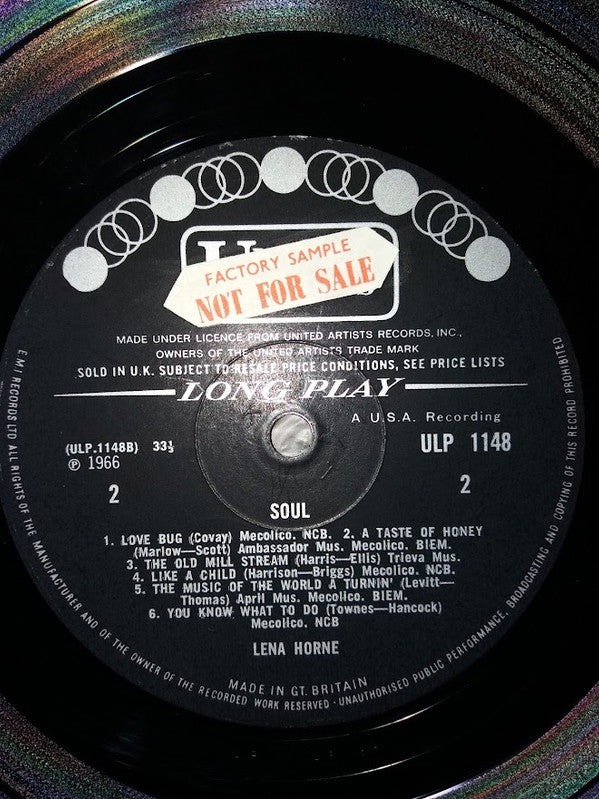 U
FACTORY SAMPLE
NOT FOR SALE
MADE UNDER LICENCE FROM UNITED ARTISTS RECORDS, INC.,
OWNERS OF THE UNITED ARTISTS TRADE MARK
SOLD IN U.K. SUBJECT TO RESALE PRICE CONDITIONS, SEE PRICE LISTS
LONG PLAY
A U.S.A. Recording
(ULP.1148B) 33⅓
ULP 1148
℗ 1966
2
2
SOUL
1. LOVE BUG (Covay) Mecolico. NCB. 2. A TASTE OF HONEY
(Marlow—Scott) Ambassador Mus. Mecolico. BIEM.
3. THE OLD MILL STREAM (Harris—Ellis) Trieva Mus.
4. LIKE A CHILD (Harrison—Briggs) Mecolico. NCB.
5. THE MUSIC OF THE WORLD A TURNIN' (Levitt—
Thomas) April Mus. Mecolico. BIEM.
6. YOU KNOW WHAT TO DO (Townes—Hancock)
Mecolico. NCB
LENA HORNE
MADE IN GT. BRITAIN
E.M.I RECORDS LTD ALL RIGHTS OF THE MANUFACTURER AND OF THE OWNER OF THE RECORDED WORK RESERVED · UNAUTHORISED PUBLIC PERFORMANCE, BROADCASTING AND COPYING OF THIS RECORD PROHIBITED